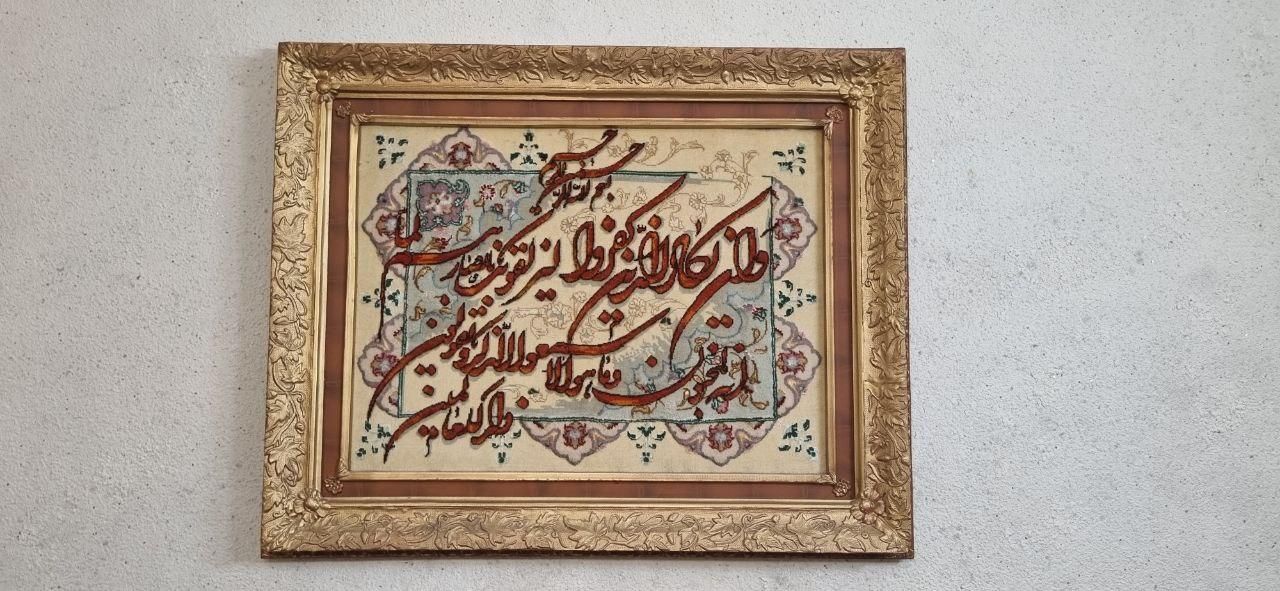 بسم الله الرحمن الرحیم
وان یکاد الذین کفروا لیزلقونک بابصارهم لما
سمعوا الذکر ویقولون انه لمجنون وما هو الا
ذکر للعالمین